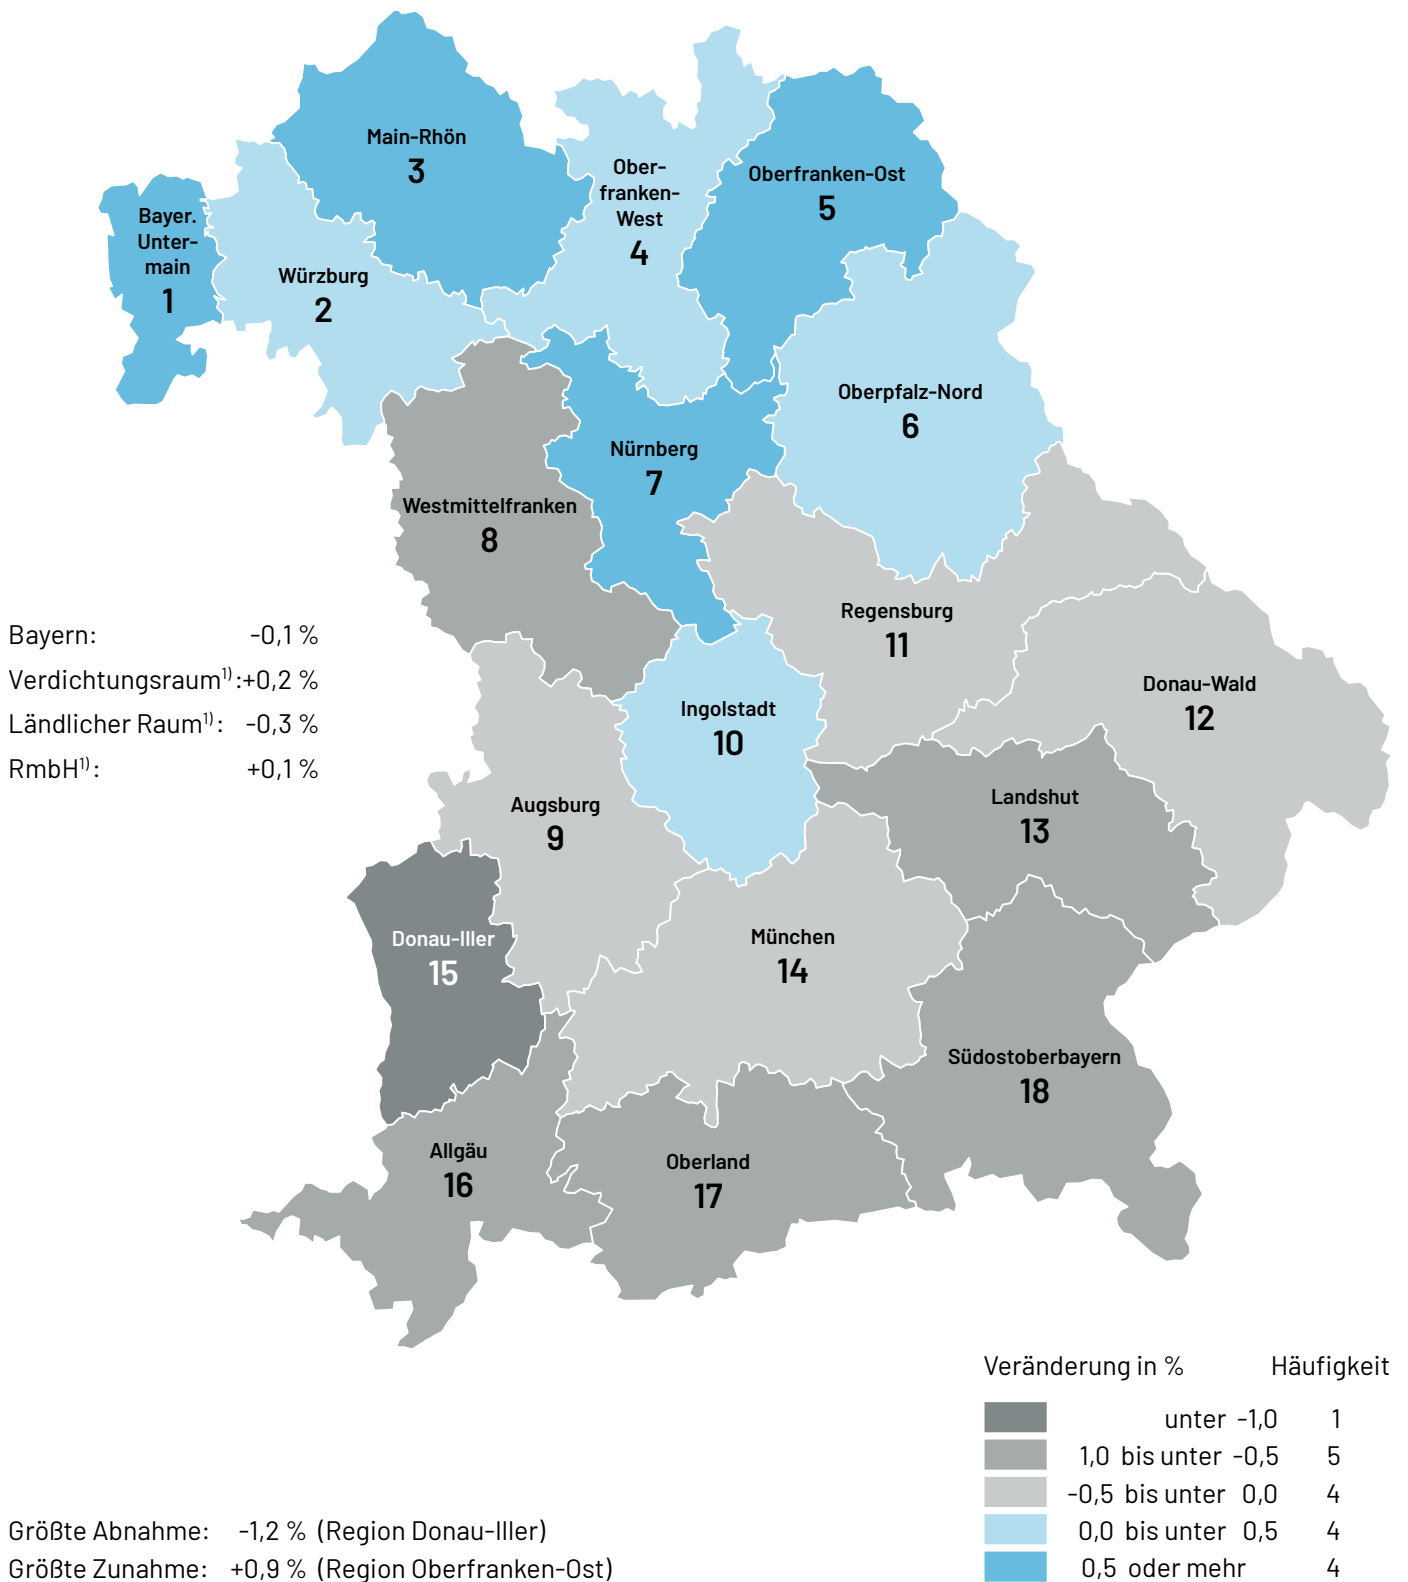 Main-Rhön
3
Ober-
franken-
West
4
Oberfranken-Ost
5
Bayer.
Unter-
main
1
Würzburg
2
Oberpfalz-Nord
6
Nürnberg
7
Westmittelfranken
8
Regensburg
11
Bayern: -0,1 %
Verdichtungsraum1): +0,2 %
Ländlicher Raum1): -0,3 %
RmbH1): +0,1 %
Donau-Wald
12
Ingolstadt
10
Landshut
13
Augsburg
9
Donau-Iller
15
München
14
Südostoberbayern
18
Allgäu
16
Oberland
17
Veränderung in % Häufigkeit
unter -1,0 1
1,0 bis unter -0,5 5
-0,5 bis unter 0,0 4
0,0 bis unter 0,5 4
0,5 oder mehr 4
Größte Abnahme: -1,2 % (Region Donau-Iller)
Größte Zunahme: +0,9 % (Region Oberfranken-Ost)